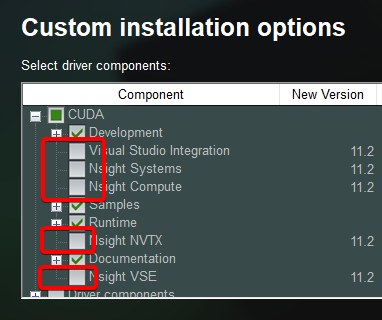 Custom installation options
Select driver components:
Component New Version
CUDA
Development
Visual Studio Integration 11.2
Nsight Systems 11.2
Nsight Compute 11.2
Samples
Runtime
Nsight NVTX 11.2
Documentation
Nsight VSE 11.2
Driver components